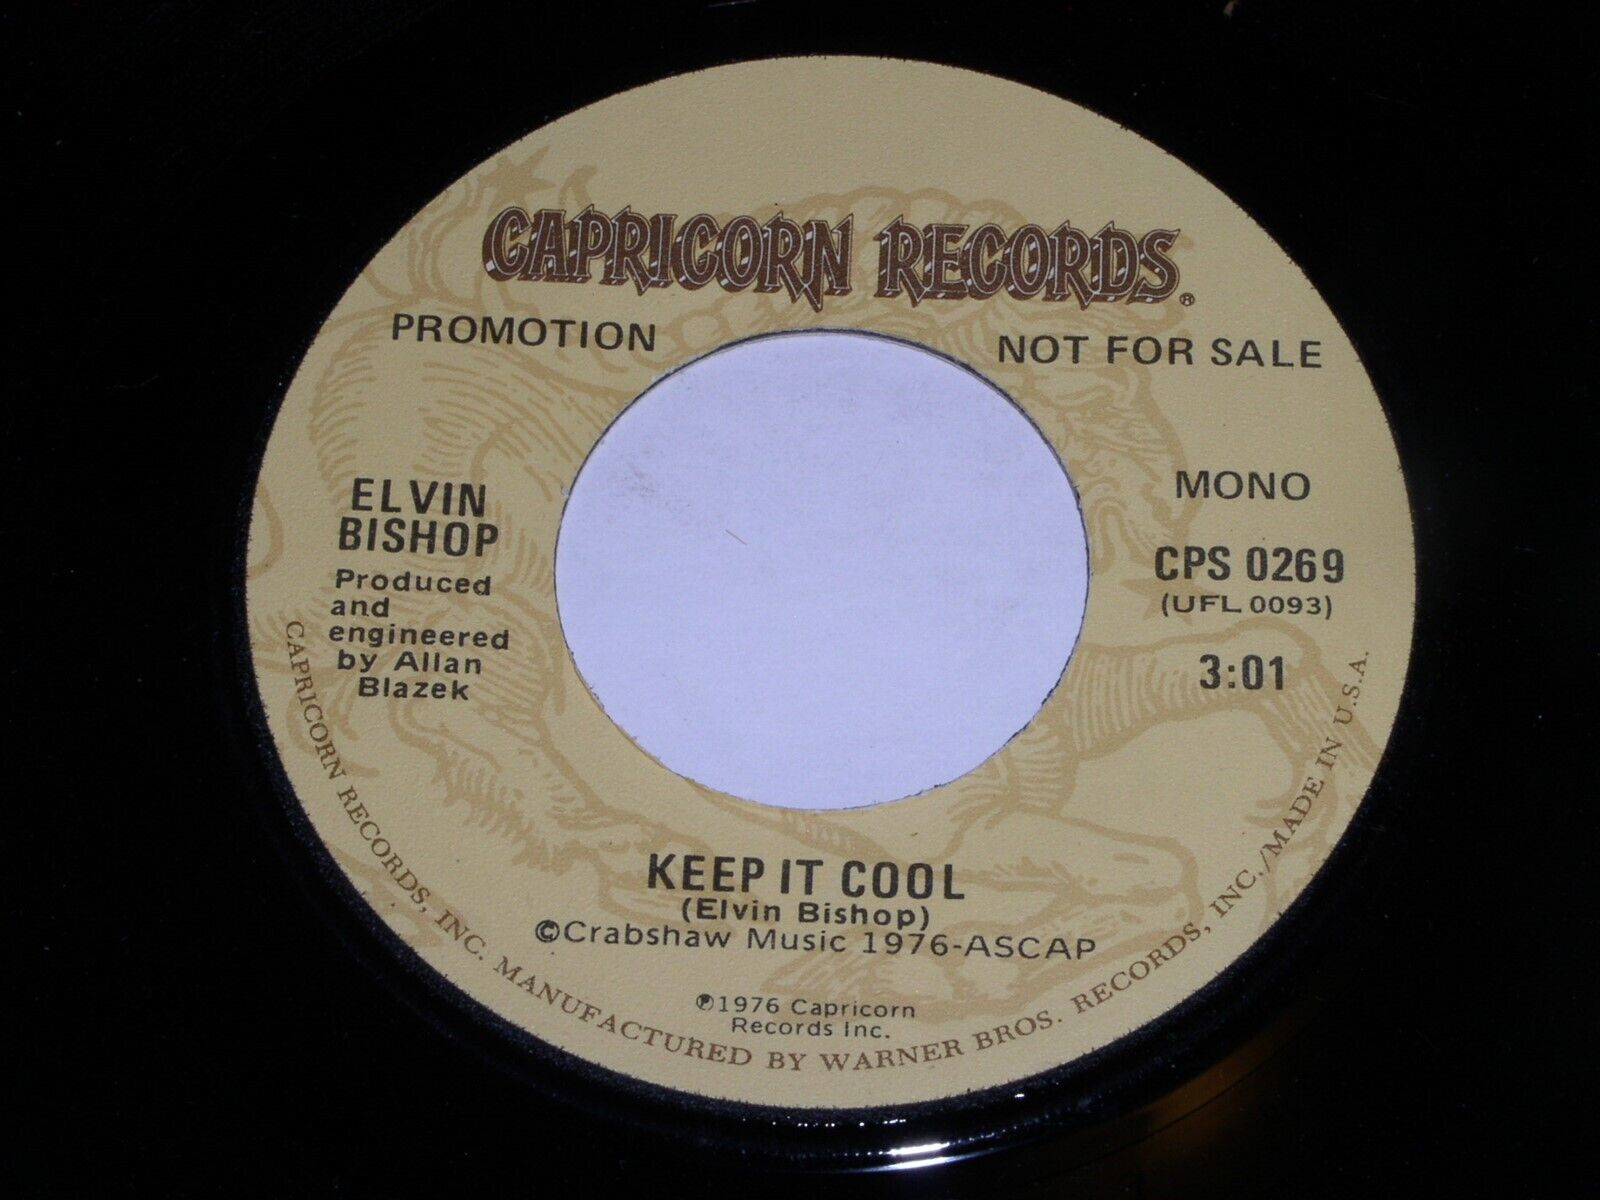 CAPRICORN RECORDS®
PROMOTION
NOT FOR SALE
ELVIN
BISHOP
Produced
and
engineered
by Allan
Blazek
MONO
CPS 0269
(UFL 0093)
3:01
KEEP IT COOL
(Elvin Bishop)
©Crabshaw Music 1976-ASCAP
℗1976 Capricorn
Records Inc.
CAPRICORN RECORDS, INC. MANUFACTURED BY WARNER BROS. RECORDS, INC./MADE IN U.S.A.